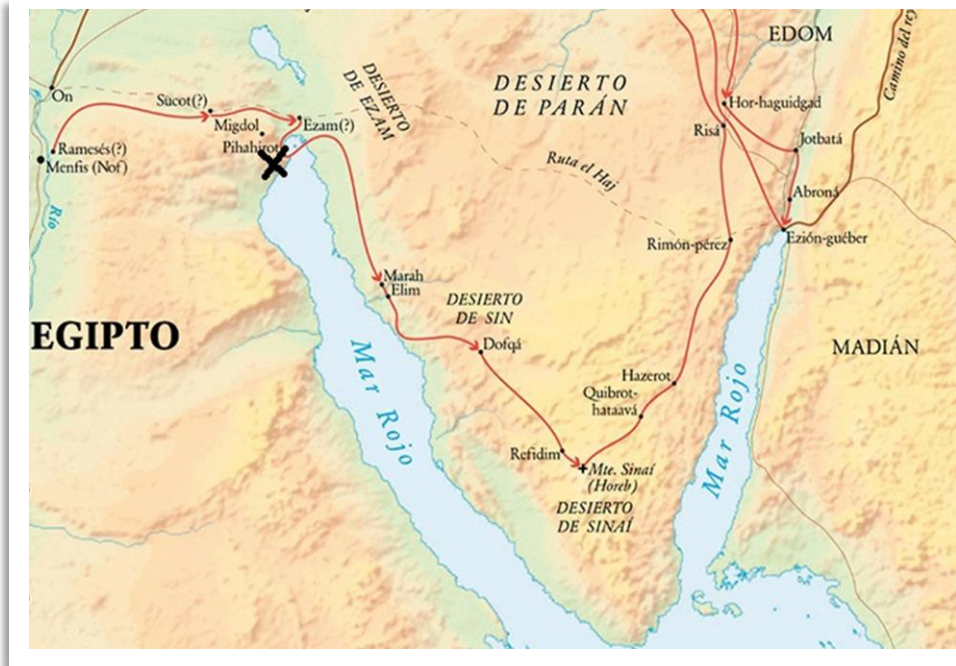 EDOM
Camino del rey
DESIERTO
DE EZAM
DESIERTO
DE PARÁN
On
Sucot(?)
Hor-haguidgad
Migdol
Ezam(?)
Risá
Jotbatá
Ramesés(?)
Pihahirot
Menfis (Nof)
Ruta el Haj
Abroná
Río
Rimón-pérez
Ezión-guéber
Marah
Elim
DESIERTO
DE SIN
EGIPTO
Mar Rojo
Dofqá
MADIÁN
Hazerot
Quibrot-
hataavá
Mar Rojo
Refidim
Mte. Sinaí
(Horeb)
DESIERTO
DE SINAÍ